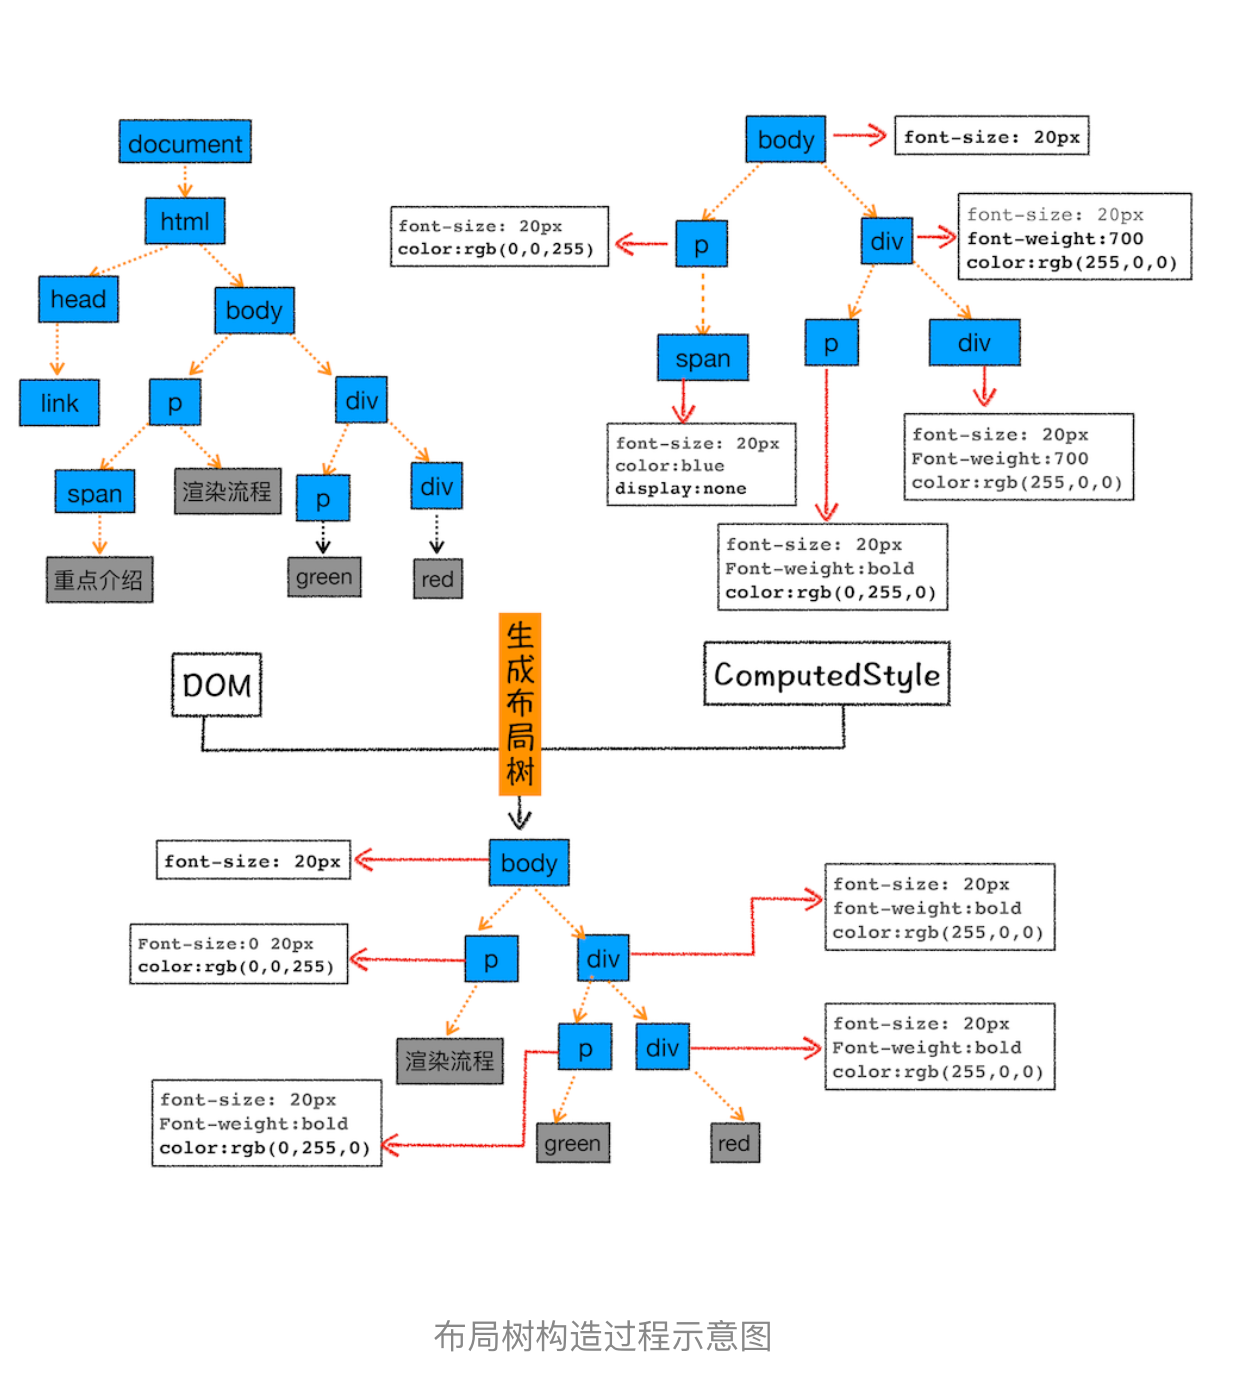 document
html
head
body
link
p
div
span
渲染流程
p
div
重点介绍
green
red
body
font-size: 20px
font-size: 20px
color:rgb(0,0,255)
p
div
font-size: 20px
font-weight:700
color:rgb(255,0,0)
span
p
div
font-size: 20px
color:blue
display:none
font-size: 20px
Font-weight:700
color:rgb(255,0,0)
font-size: 20px
Font-weight:bold
color:rgb(0,255,0)
DOM
生成布局树
ComputedStyle
font-size: 20px
body
font-size: 20px
font-weight:bold
color:rgb(255,0,0)
Font-size:0 20px
color:rgb(0,0,255)
p
div
渲染流程
p
div
font-size: 20px
Font-weight:bold
color:rgb(255,0,0)
font-size: 20px
Font-weight:bold
color:rgb(0,255,0)
green
red
布局树构造过程示意图